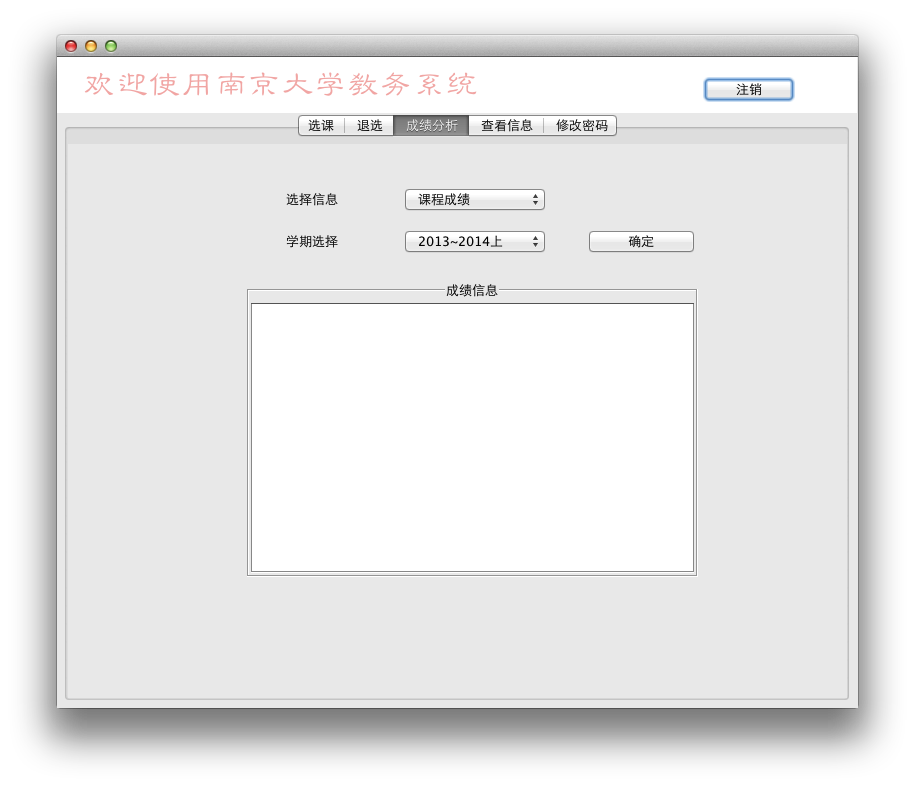 欢迎使用南京大学教务系统
注销
选课 退选 成绩分析 查看信息 修改密码
选择信息 课程成绩
学期选择 2013~2014上 确定
成绩信息